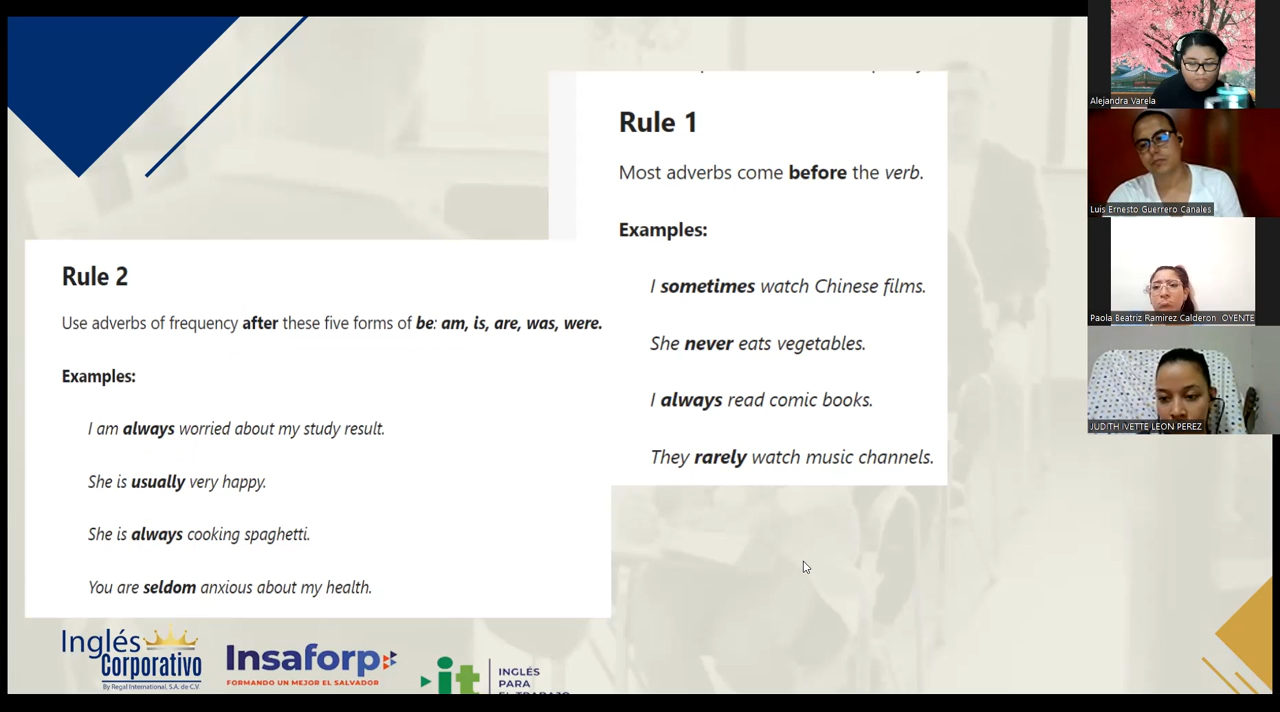 Rule 1
Most adverbs come before the verb.
Examples:
I sometimes watch Chinese films.
She never eats vegetables.
I always read comic books.
They rarely watch music channels.
Rule 2
Use adverbs of frequency after these five forms of be: am, is, are, was, were.
Examples:
I am always worried about my study result.
She is usually very happy.
She is always cooking spaghetti.
You are seldom anxious about my health.
Inglés
Corporativo
By Regal International, S.A. de C.V.
Insaforp
FORMANDO UN MEJOR EL SALVADOR
it
INGLÉS
PARA
EL TRABAJO
Alejandra Varela
Luis Ernesto Guerrero Canales
Paola Beatriz Ramirez Calderon OYENTE
JUDITH IVETTE LEON PEREZ